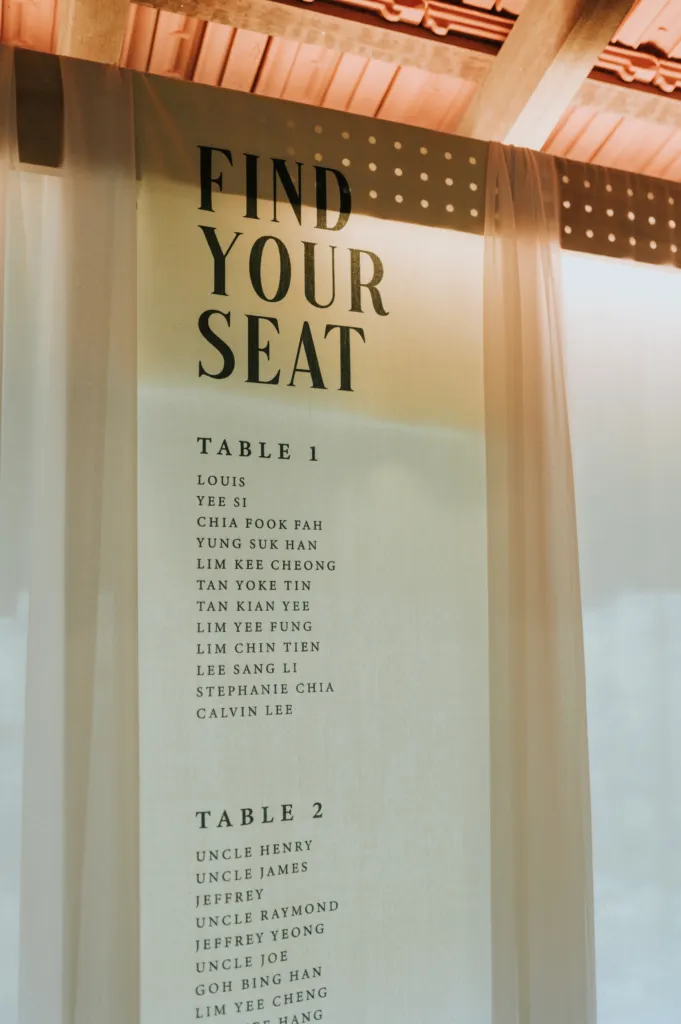 FIND
YOUR
SEAT
TABLE 1
LOUIS
YEE SI
CHIA FOOK FAH
YUNG SUK HAN
LIM KEE CHEONG
TAN YOKE TIN
TAN KIAN YEE
LIM YEE FUNG
LIM CHIN TIEN
LEE SANG LI
STEPHANIE CHIA
CALVIN LEE
TABLE 2
UNCLE HENRY
UNCLE JAMES
JEFFREY
UNCLE RAYMOND
JEFFREY YEONG
UNCLE JOE
GOH BING HAN
LIM YEE CHENG
HANG